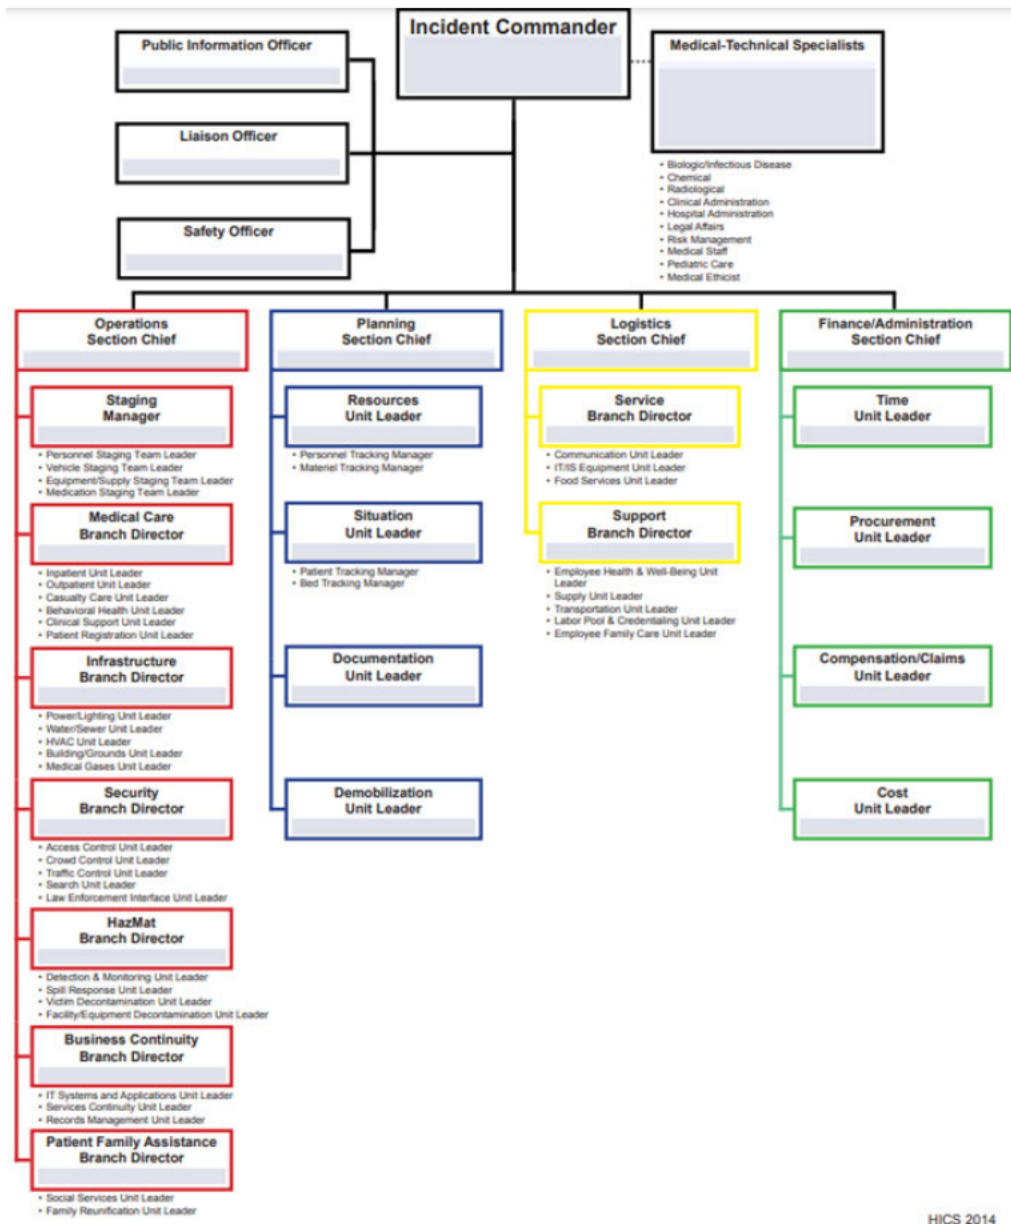 Incident Commander
Public Information Officer
Liaison Officer
Safety Officer
Medical-Technical Specialists
• Biologic/Infectious Disease
• Chemical
• Radiological
• Clinical Administration
• Hospital Administration
• Legal Affairs
• Risk Management
• Medical Staff
• Pediatric Care
• Medical Ethicist
Operations
Section Chief
Staging
Manager
• Personnel Staging Team Leader
• Vehicle Staging Team Leader
• Equipment/Supply Staging Team Leader
• Medication Staging Team Leader
Medical Care
Branch Director
• Inpatient Unit Leader
• Outpatient Unit Leader
• Casualty Care Unit Leader
• Behavioral Health Unit Leader
• Clinical Support Unit Leader
• Patient Registration Unit Leader
Infrastructure
Branch Director
• Power/Lighting Unit Leader
• Water/Sewer Unit Leader
• HVAC Unit Leader
• Building/Grounds Unit Leader
• Medical Gases Unit Leader
Security
Branch Director
• Access Control Unit Leader
• Crowd Control Unit Leader
• Traffic Control Unit Leader
• Search Unit Leader
• Law Enforcement Interface Unit Leader
HazMat
Branch Director
• Detection & Monitoring Unit Leader
• Spill Response Unit Leader
• Victim Decontamination Unit Leader
• Facility/Equipment Decontamination Unit Leader
Business Continuity
Branch Director
• IT Systems and Applications Unit Leader
• Services Continuity Unit Leader
• Records Management Unit Leader
Patient Family Assistance
Branch Director
• Social Services Unit Leader
• Family Reunification Unit Leader
Planning
Section Chief
Resources
Unit Leader
• Personnel Tracking Manager
• Materiel Tracking Manager
Situation
Unit Leader
• Patient Tracking Manager
• Bed Tracking Manager
Documentation
Unit Leader
Demobilization
Unit Leader
Logistics
Section Chief
Service
Branch Director
• Communication Unit Leader
• IT/IS Equipment Unit Leader
• Food Services Unit Leader
Support
Branch Director
• Employee Health & Well-Being Unit
Leader
• Supply Unit Leader
• Transportation Unit Leader
• Labor Pool & Credentialing Unit Leader
• Employee Family Care Unit Leader
Finance/Administration
Section Chief
Time
Unit Leader
Procurement
Unit Leader
Compensation/Claims
Unit Leader
Cost
Unit Leader
HICS 2014